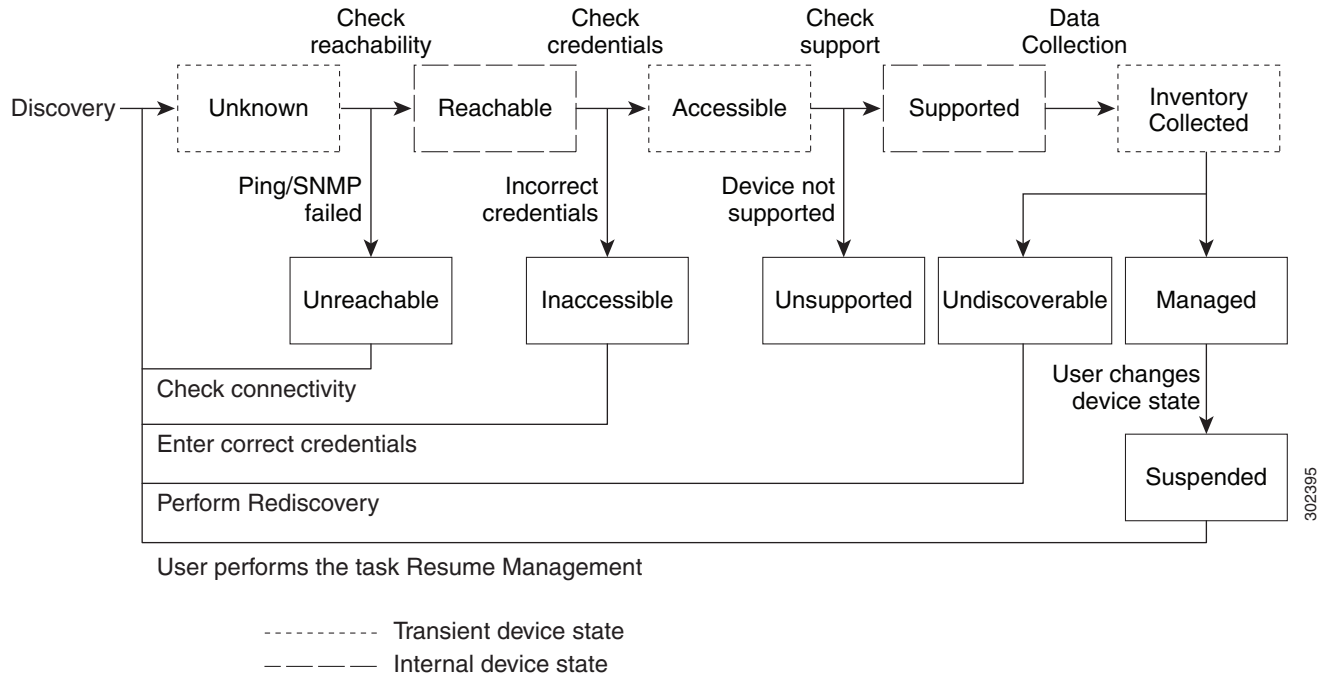 Check
reachability
Check
credentials
Check
support
Data
Collection
Discovery
Unknown
Reachable
Accessible
Supported
Inventory
Collected
Ping/SNMP
failed
Incorrect
credentials
Device not
supported
Unreachable
Inaccessible
Unsupported
Undiscoverable
Managed
Check connectivity
User changes
device state
Enter correct credentials
Suspended
Perform Rediscovery
302395
User performs the task Resume Management
Transient device state
Internal device state